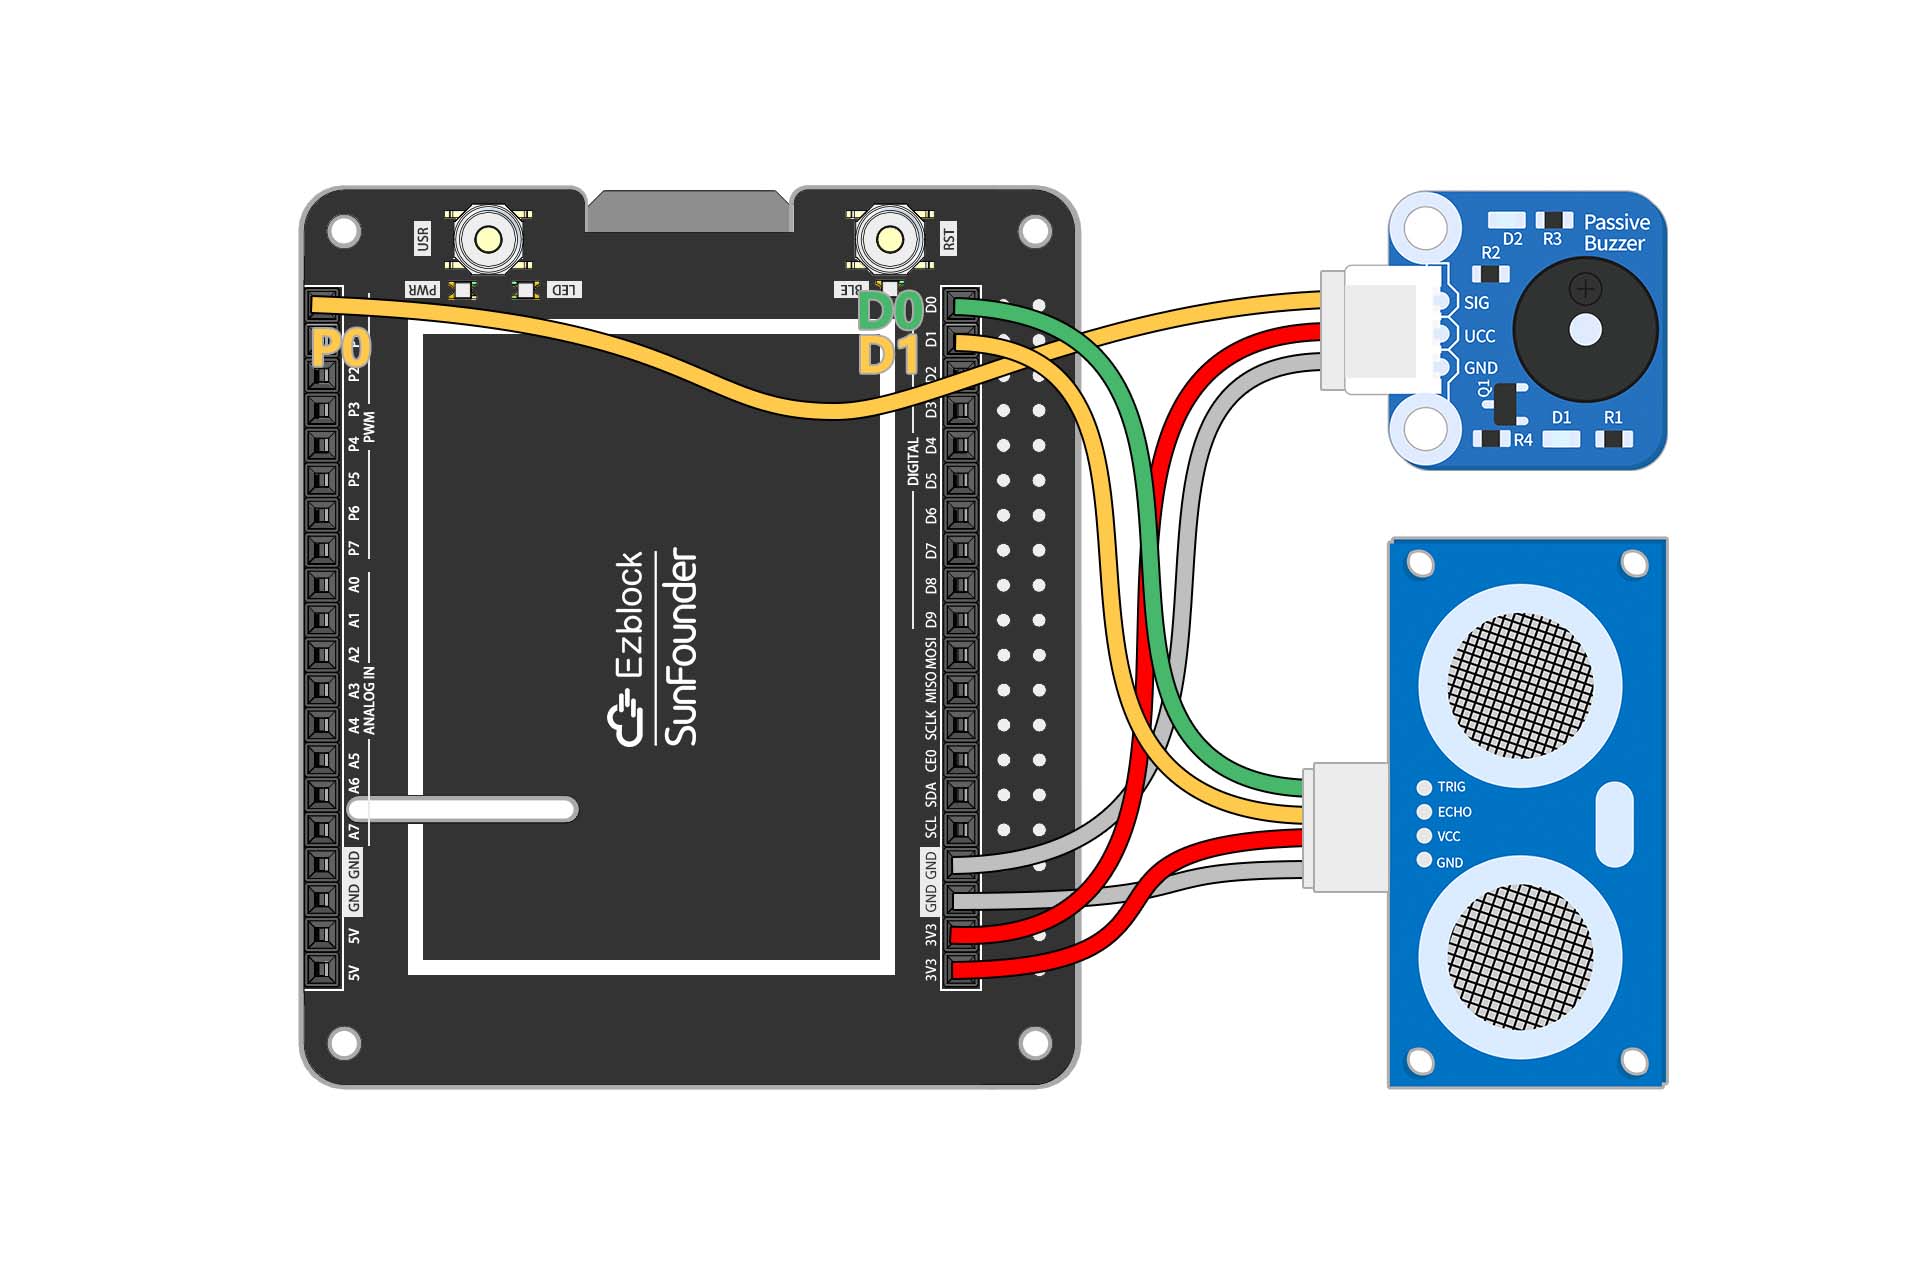 USR
RST
PWR
LED
BLE
P0
P2
P3
P4
P5
P6
P7
PWM
A0
A1
A2
A3
A4
A5
A6
A7
ANALOG IN
GND
GND
5V
5V
Ezblock
SunFounder
D0
D1
D0
D1
D2
D3
D4
D5
D6
D7
D8
D9
DIGITAL
MOSI
MISO
SCLK
CE0
SDA
SCL
GND
GND
3V3
3V3
Passive
Buzzer
D2
R3
R2
SIG
UCC
GND
Q1
D1
R1
R4
TRIG
ECHO
VCC
GND